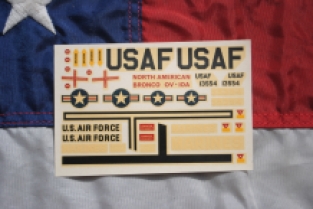 USAF USAF
NORTH AMERICAN
BRONCO OV-10A
USAF USAF
13554 13554
U.S. AIR FORCE
U.S. AIR FORCE